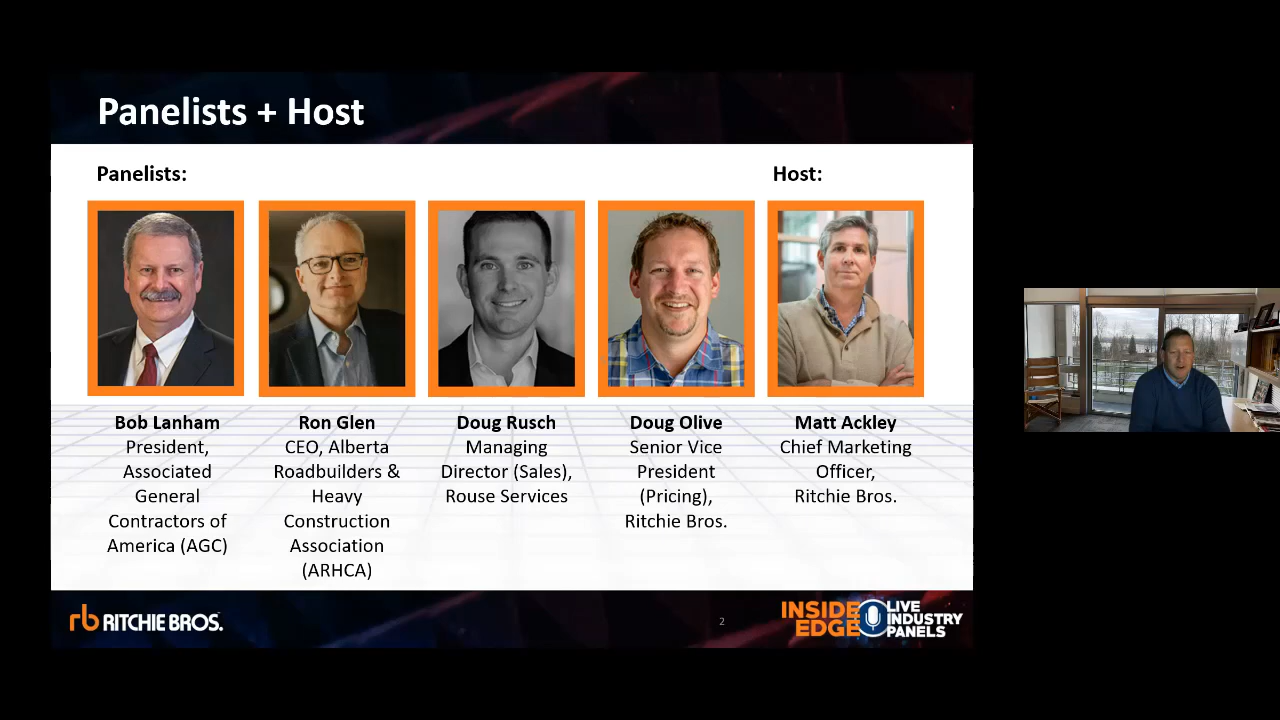 Panelists + Host
Panelists:
Host:
Bob Lanham
President,
Associated
General
Contractors of
America (AGC)
Ron Glen
CEO, Alberta
Roadbuilders &
Heavy
Construction
Association
(ARHCA)
Doug Rusch
Managing
Director (Sales),
Rouse Services
Doug Olive
Senior Vice
President
(Pricing),
Ritchie Bros.
Matt Ackley
Chief Marketing
Officer,
Ritchie Bros.
rb RITCHIE BROS.
2
INSIDE
EDGE
LIVE
INDUSTRY
PANELS